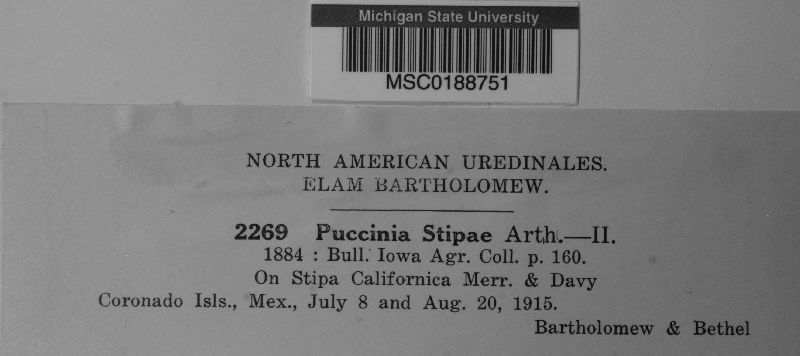 Michigan State University
MSC0188751
NORTH AMERICAN UREDINALES.
ELAM BARTHOLOMEW.
2269 Puccinia Stipae Arth.—II.
1884 : Bull. Iowa Agr. Coll. p. 160.
On Stipa Californica Merr. & Davy
Coronado Isls., Mex., July 8 and Aug. 20, 1915.
Bartholomew & Bethel